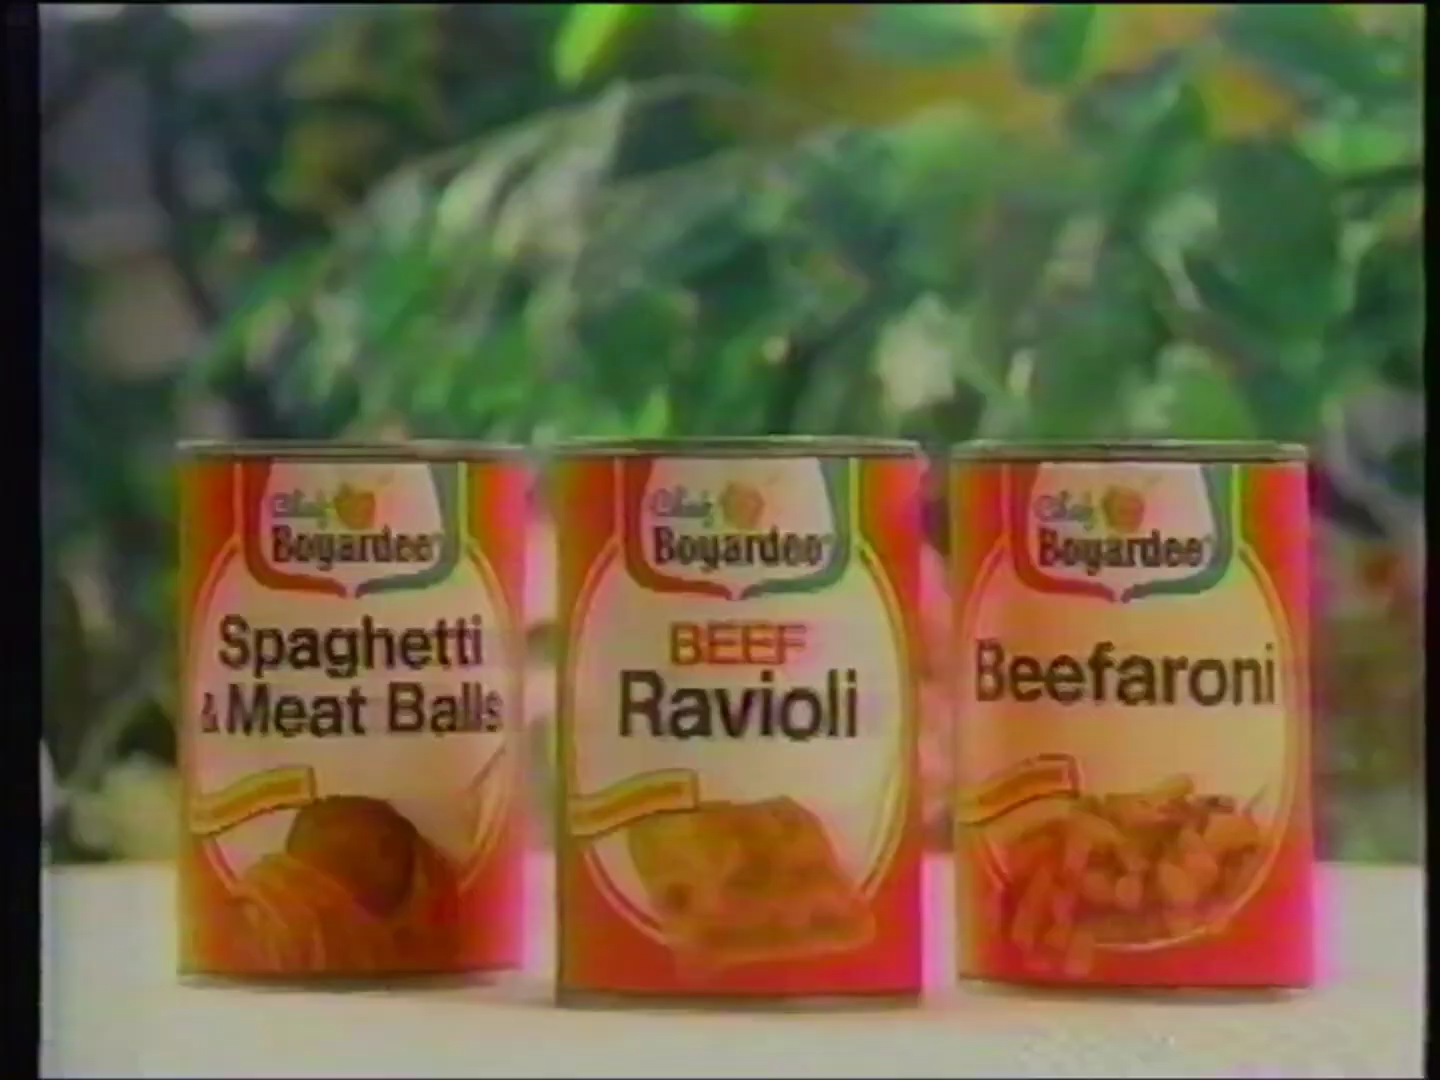 Chef
Boyardee
Spaghetti
& Meat Balls
Chef
Boyardee
BEEF
Ravioli
Chef
Boyardee
Beefaroni